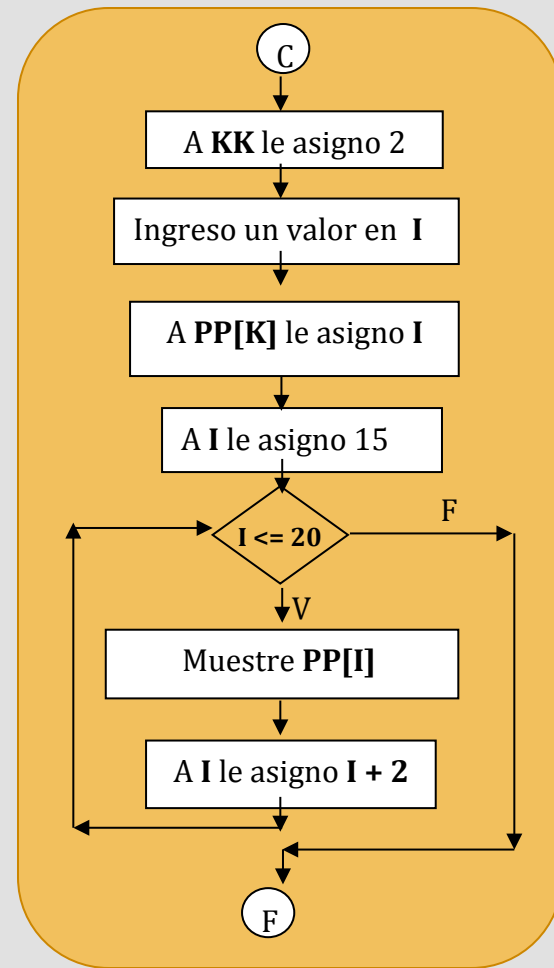 C
A KK le asigno 2
Ingreso un valor en I
A PP[K] le asigno I
A I le asigno 15
I <= 20
F
V
Muestre PP[I]
A I le asigno I + 2
F